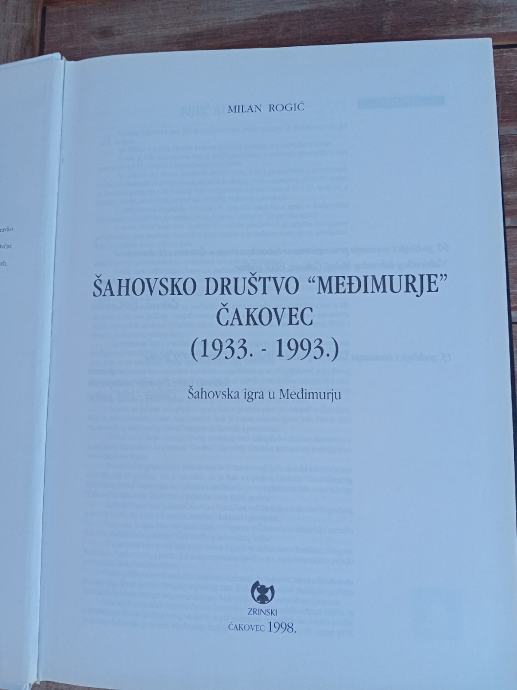 MILAN ROGIĆ
ŠAHOVSKO DRUŠTVO “MEĐIMURJE”
ČAKOVEC
(1933. - 1993.)
Šahovska igra u Međimurju
ZRINSKI
ČAKOVEC 1998.